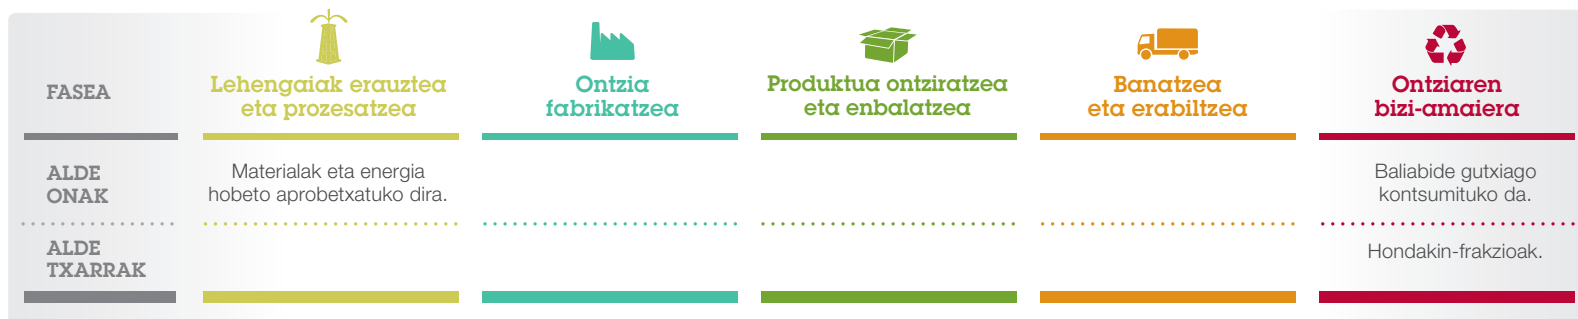 FASEA
Lehengaiak erauztea
eta prozesatzea
Ontzia
fabrikatzea
Produktua ontziratzea
eta enbalatzea
Banatzea
eta erabiltzea
Ontziaren
bizi-amaiera
ALDE
ONAK
Materialak eta energia
hobeto aprobetxatuko dira.
Baliabide gutxiago
kontsumituko da.
ALDE
TXARRAK
Hondakin-frakzioak.